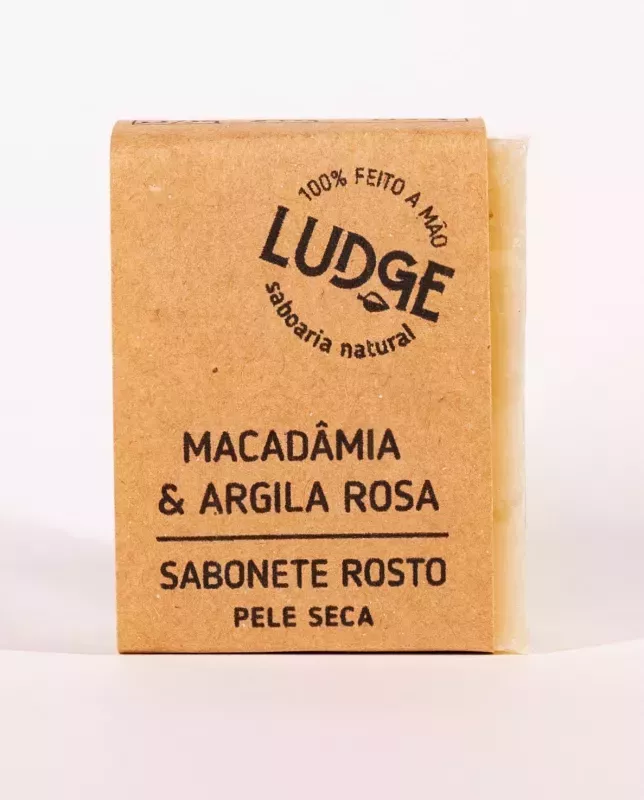 100% FEITO A MÃO
LUDGE
saboaria natural
MACADÂMIA
& ARGILA ROSA
SABONETE ROSTO
PELE SECA